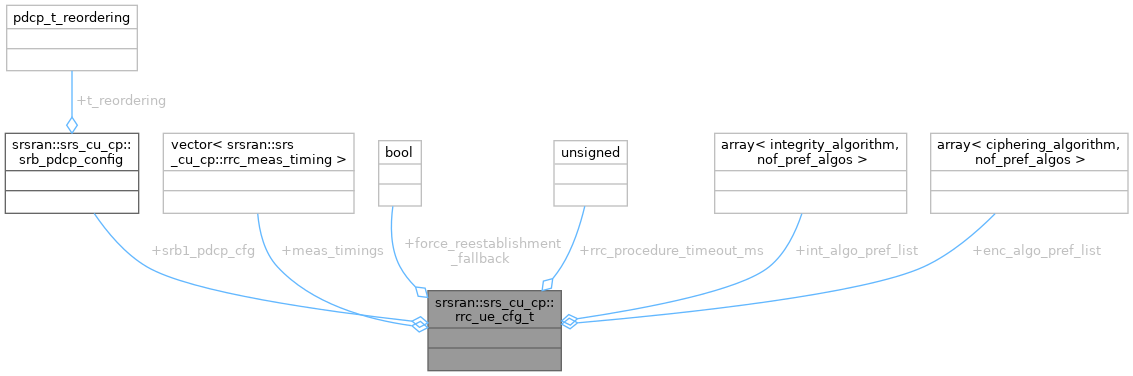 pdcp_t_reordering
+t_reordering
srsran::srs_cu_cp::
srb_pdcp_config
vector< srsran::srs
_cu_cp::rrc_meas_timing >
bool
unsigned
array< integrity_algorithm,
nof_pref_algos >
array< ciphering_algorithm,
nof_pref_algos >
+srb1_pdcp_cfg
+meas_timings
+force_reestablishment
_fallback
+rrc_procedure_timeout_ms
+int_algo_pref_list
+enc_algo_pref_list
srsran::srs_cu_cp::
rrc_ue_cfg_t